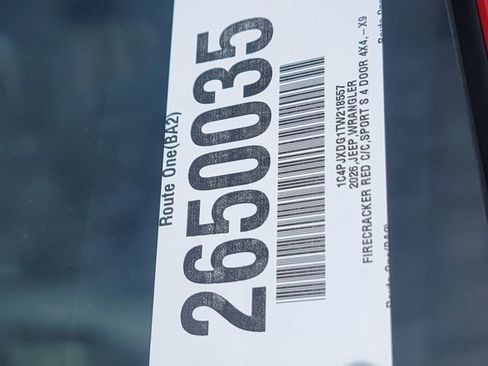 Route One(BA2)
2650035
1C4PJXDG1TW218557
2026,JEEP,WRANGLER
FIRECRACKER RED C/C,SPORT S 4 DOOR 4X4,-X9